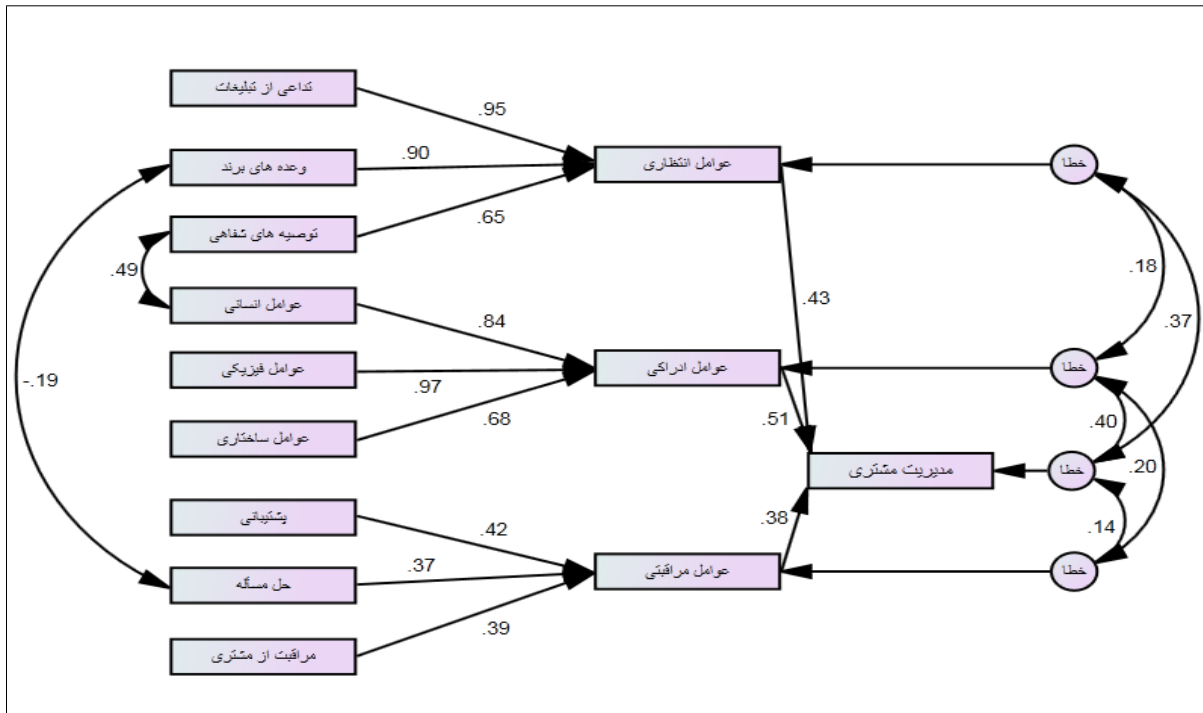 تداعی از تبلیغات
.95
وعده های برند
.90
عوامل انتظاری
خطا
توصیه های شفاهی
.65
.49
.18
عوامل انسانی
.84
.43
.37
عوامل فیزیکی
.97
عوامل ادراکی
خطا
-.19
عوامل ساختاری
.68
.51
.40
مدیریت مشتری
خطا
.20
پشتیبانی
.42
.38
.14
حل مسأله
.37
عوامل مراقبتی
خطا
مراقبت از مشتری
.39